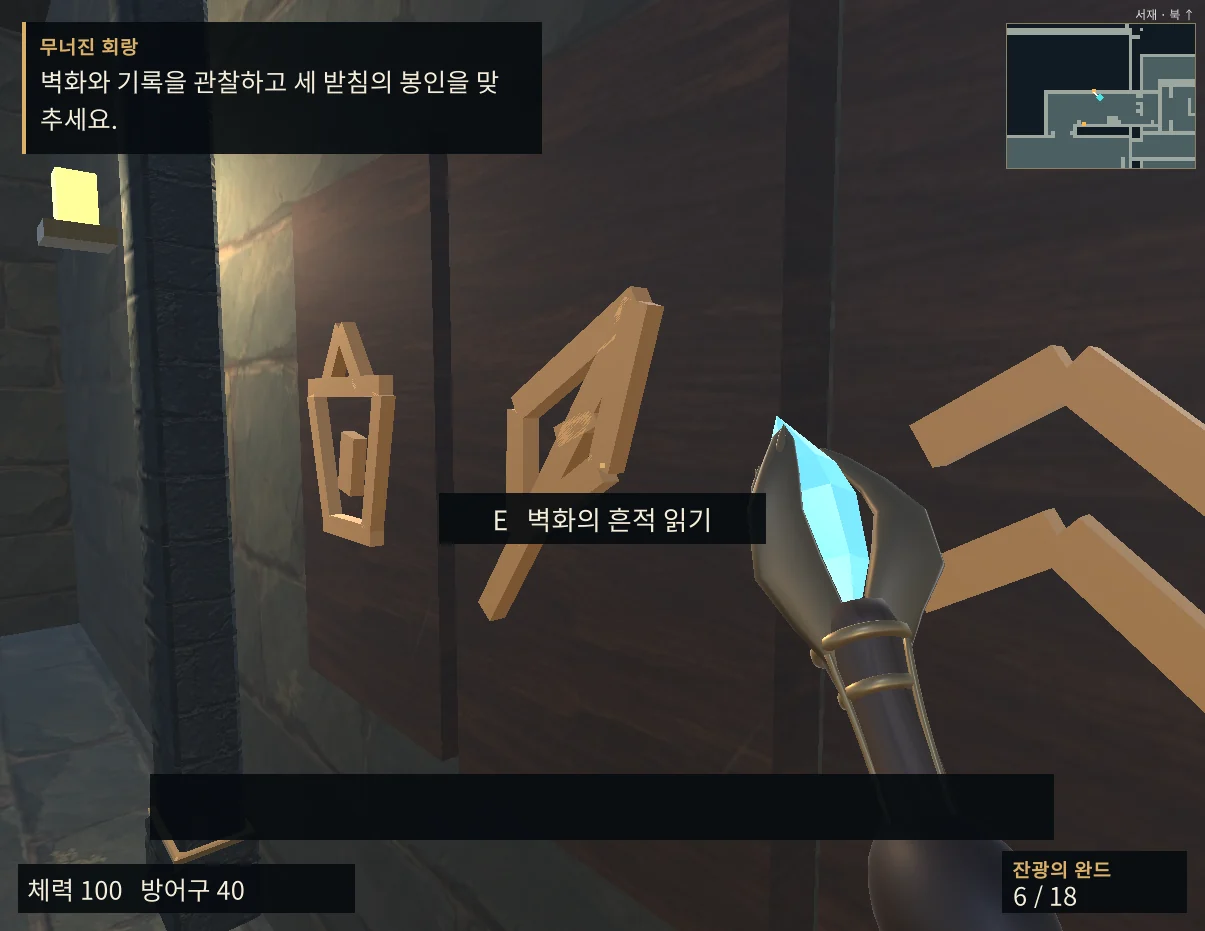 서재 · 북 ↑
무너진 회랑
벽화와 기록을 관찰하고 세 받침의 봉인을 맞
추세요.
E 벽화의 흔적 읽기
체력 100 방어구 40
잔광의 완드
6 / 18